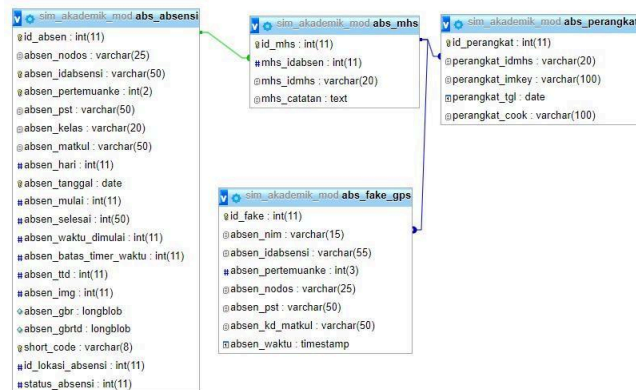 sim_akademik_mod abs_absensi
id_absen : int(11)
absen_nodos : varchar(25)
absen_idabsensi : varchar(50)
absen_pertemuanke : int(2)
absen_pst : varchar(50)
absen_kelas : varchar(20)
absen_matkul : varchar(50)
absen_hari : int(11)
absen_tanggal : date
absen_mulai : int(11)
absen_selesai : int(50)
absen_waktu_dimulai : int(11)
absen_batas_timer_waktu : int(11)
absen_ttd : int(11)
absen_img : int(11)
absen_gbr : longblob
absen_gbrtd : longblob
short_code : varchar(8)
id_lokasi_absensi : int(11)
status_absensi : int(11)
sim_akademik_mod abs_mhs
id_mhs : int(11)
mhs_idabsen : int(11)
mhs_idmhs : varchar(20)
mhs_catatan : text
sim_akademik_mod abs_perangkat
id_perangkat : int(11)
perangkat_idmhs : varchar(20)
perangkat_imkey : varchar(100)
perangkat_tgl : date
perangkat_cook : varchar(100)
sim_akademik_mod abs_fake_gps
id_fake : int(11)
absen_nim : varchar(15)
absen_idabsensi : varchar(55)
absen_pertemuanke : int(3)
absen_nodos : varchar(25)
absen_pst : varchar(50)
absen_kd_matkul : varchar(50)
absen_waktu : timestamp